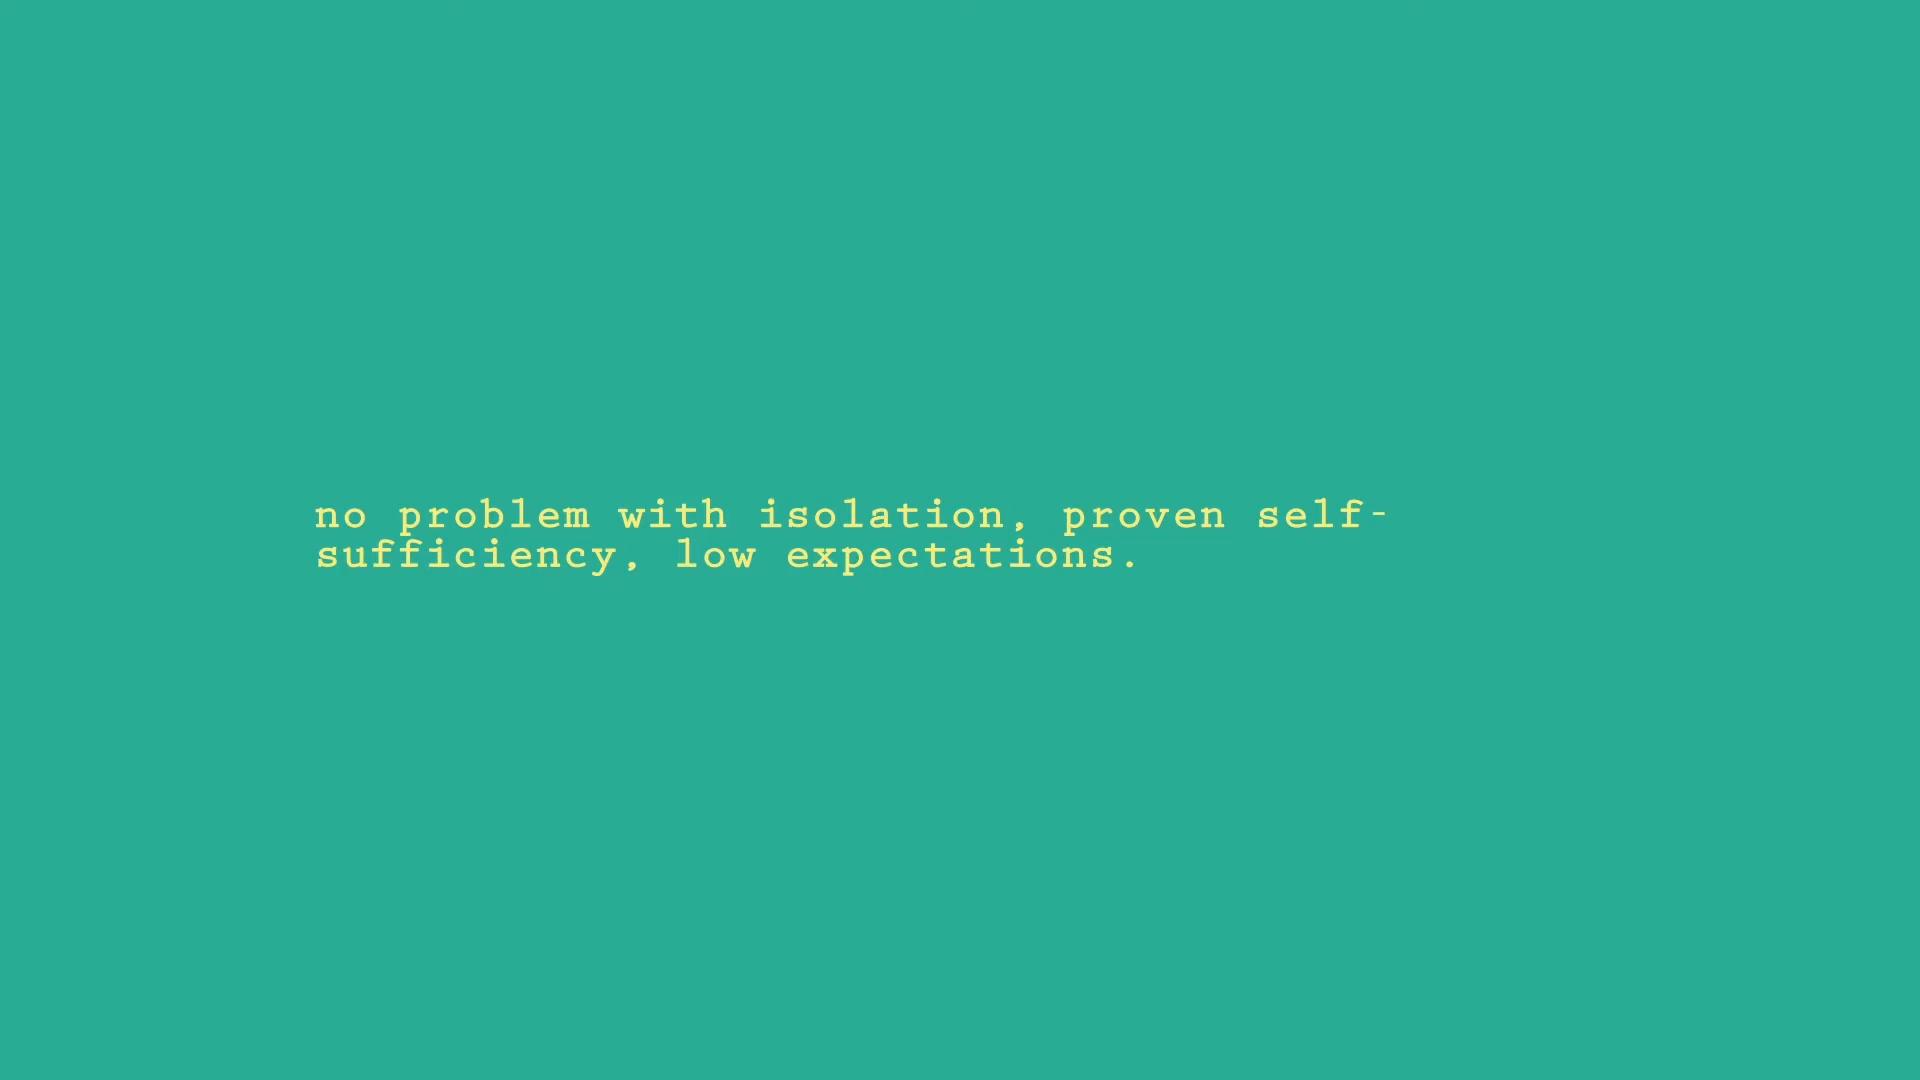 no problem with isolation, proven self-
sufficiency, low expectations.